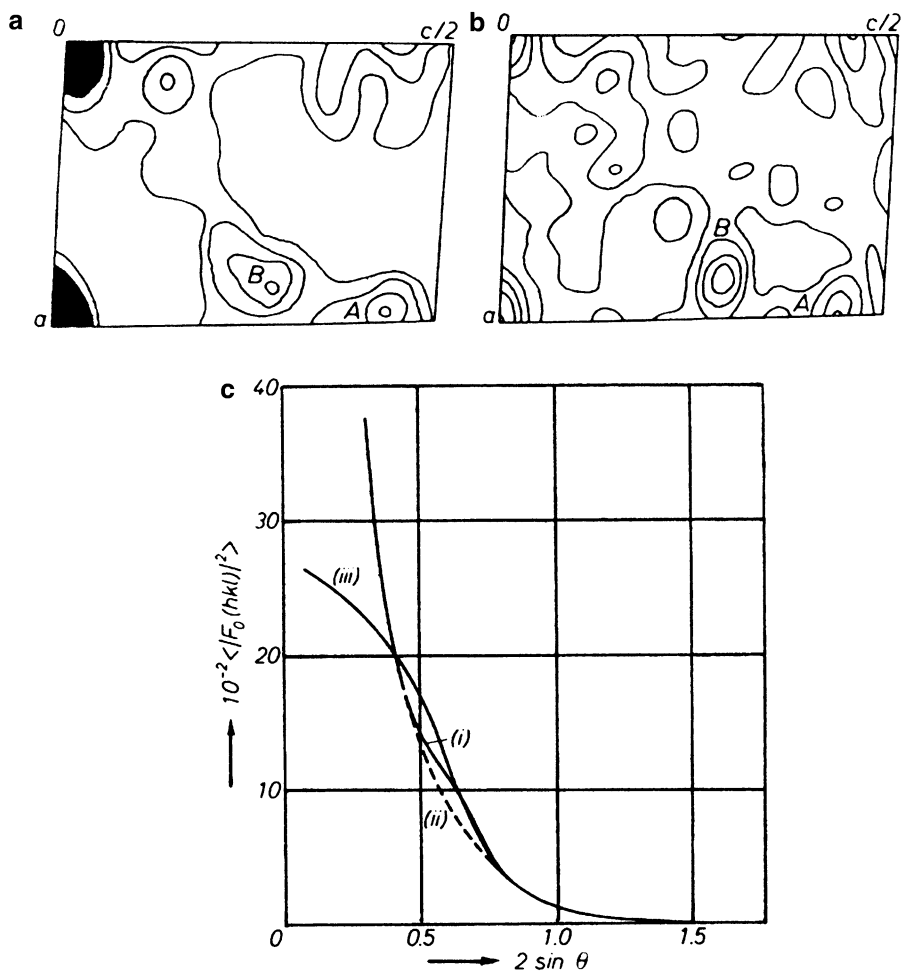 a
0
c/2
B
A
a
b
0
c/2
B
A
a
c
40
30
20
10
0
0.5
1.0
1.5
(iii)
(i)
(ii)
10⁻² <|F₀(hkl)|²>
2 sin θ